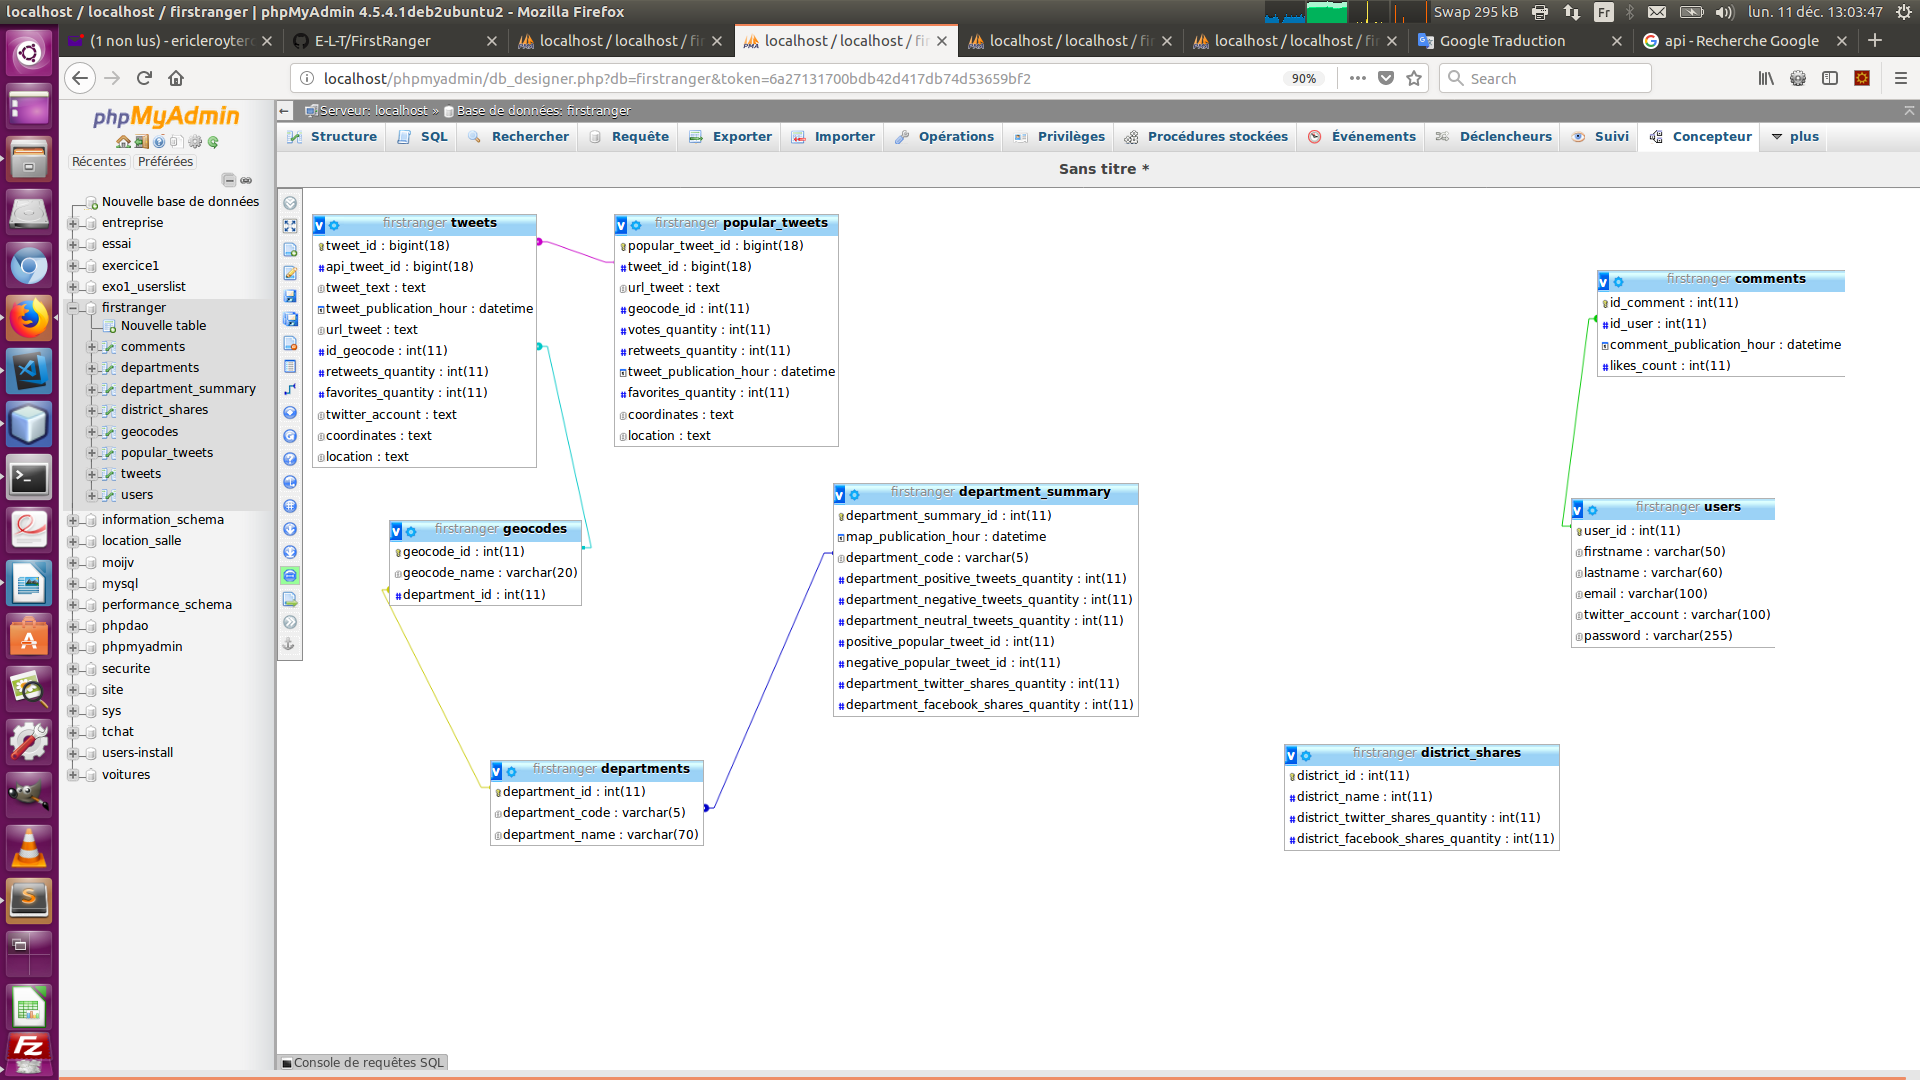 localhost / localhost / firstranger | phpMyAdmin 4.5.4.1deb2ubuntu2 - Mozilla Firefox
Swap 295 kB
Fr
lun. 11 déc. 13:03:47
(1 non lus) - ericleroyter
E-L-T/FirstRanger
localhost / localhost / fir
localhost / localhost / fir
localhost / localhost / fir
localhost / localhost / fir
Google Traduction
api - Recherche Google
localhost/phpmyadmin/db_designer.php?db=firstranger&token=6a27131700bdb42d417db74d53659bf2
90%
Search
phpMyAdmin
Récentes
Préférées
Nouvelle base de données
entreprise
essai
exercice1
exo1_userslist
firstranger
Nouvelle table
comments
departments
department_summary
district_shares
geocodes
popular_tweets
tweets
users
information_schema
location_salle
moijv
mysql
performance_schema
phpdao
phpmyadmin
securite
site
sys
tchat
users-install
voitures
Serveur: localhost » Base de données: firstranger
Structure
SQL
Rechercher
Requête
Exporter
Importer
Opérations
Privilèges
Procédures stockées
Événements
Déclencheurs
Suivi
Concepteur
plus
Sans titre *
firstranger tweets
tweet_id : bigint(18)
api_tweet_id : bigint(18)
tweet_text : text
tweet_publication_hour : datetime
url_tweet : text
id_geocode : int(11)
retweets_quantity : int(11)
favorites_quantity : int(11)
twitter_account : text
coordinates : text
location : text
firstranger popular_tweets
popular_tweet_id : bigint(18)
tweet_id : bigint(18)
url_tweet : text
geocode_id : int(11)
votes_quantity : int(11)
retweets_quantity : int(11)
tweet_publication_hour : datetime
favorites_quantity : int(11)
coordinates : text
location : text
firstranger comments
id_comment : int(11)
id_user : int(11)
comment_publication_hour : datetime
likes_count : int(11)
firstranger department_summary
department_summary_id : int(11)
map_publication_hour : datetime
department_code : varchar(5)
department_positive_tweets_quantity : int(11)
department_negative_tweets_quantity : int(11)
department_neutral_tweets_quantity : int(11)
positive_popular_tweet_id : int(11)
negative_popular_tweet_id : int(11)
department_twitter_shares_quantity : int(11)
department_facebook_shares_quantity : int(11)
firstranger users
user_id : int(11)
firstname : varchar(50)
lastname : varchar(60)
email : varchar(100)
twitter_account : varchar(100)
password : varchar(255)
firstranger geocodes
geocode_id : int(11)
geocode_name : varchar(20)
department_id : int(11)
firstranger departments
department_id : int(11)
department_code : varchar(5)
department_name : varchar(70)
firstranger district_shares
district_id : int(11)
district_name : int(11)
district_twitter_shares_quantity : int(11)
district_facebook_shares_quantity : int(11)
Console de requêtes SQL